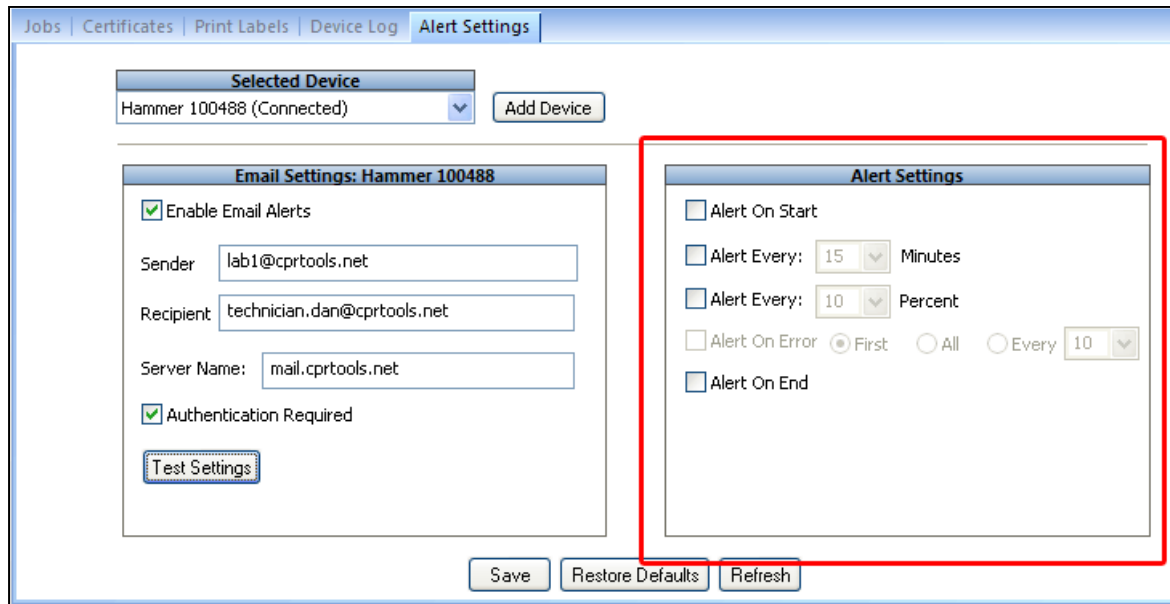 Jobs | Certificates | Print Labels | Device Log | Alert Settings
Selected Device
Hammer 100488 (Connected)
Add Device
Email Settings: Hammer 100488
Enable Email Alerts
Sender lab1@cprtools.net
Recipient technician.dan@cprtools.net
Server Name: mail.cprtools.net
Authentication Required
Test Settings
Alert Settings
Alert On Start
Alert Every: 15 Minutes
Alert Every: 10 Percent
Alert On Error First All Every 10
Alert On End
Save Restore Defaults Refresh